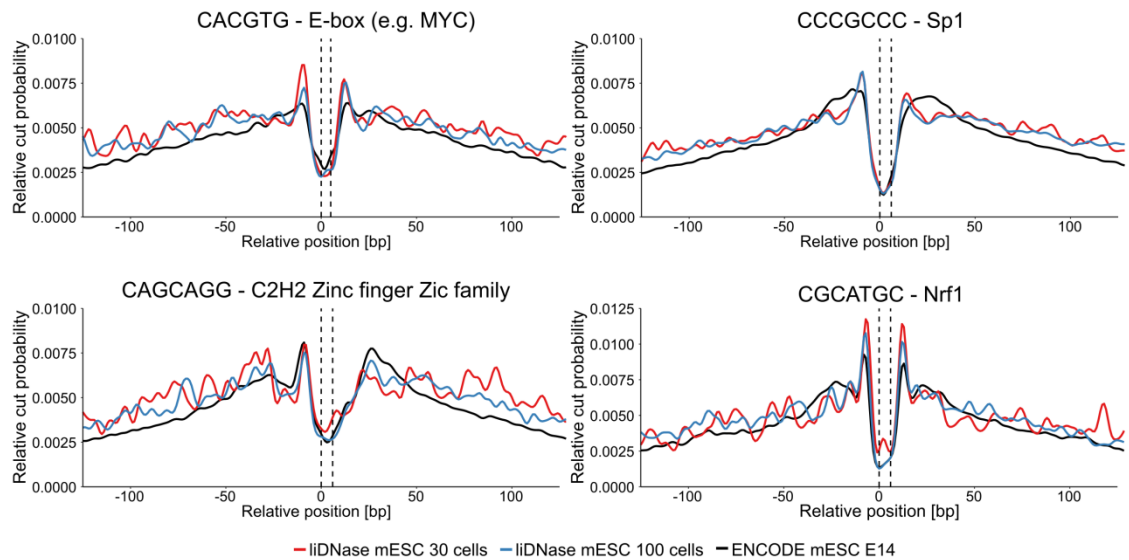 CACGTG - E-box (e.g. MYC)
Relative cut probability
0.0100
0.0075
0.0050
0.0025
0.0000
-100 -50 0 50 100
Relative position [bp]
CCCGCCC - Sp1
Relative cut probability
0.0100
0.0075
0.0050
0.0025
0.0000
-100 -50 0 50 100
Relative position [bp]
CAGCAGG - C2H2 Zinc finger Zic family
Relative cut probability
0.0100
0.0075
0.0050
0.0025
0.0000
-100 -50 0 50 100
Relative position [bp]
CGCATGC - Nrf1
Relative cut probability
0.0125
0.0100
0.0075
0.0050
0.0025
0.0000
-100 -50 0 50 100
Relative position [bp]
liDNase mESC 30 cells liDNase mESC 100 cells ENCODE mESC E14